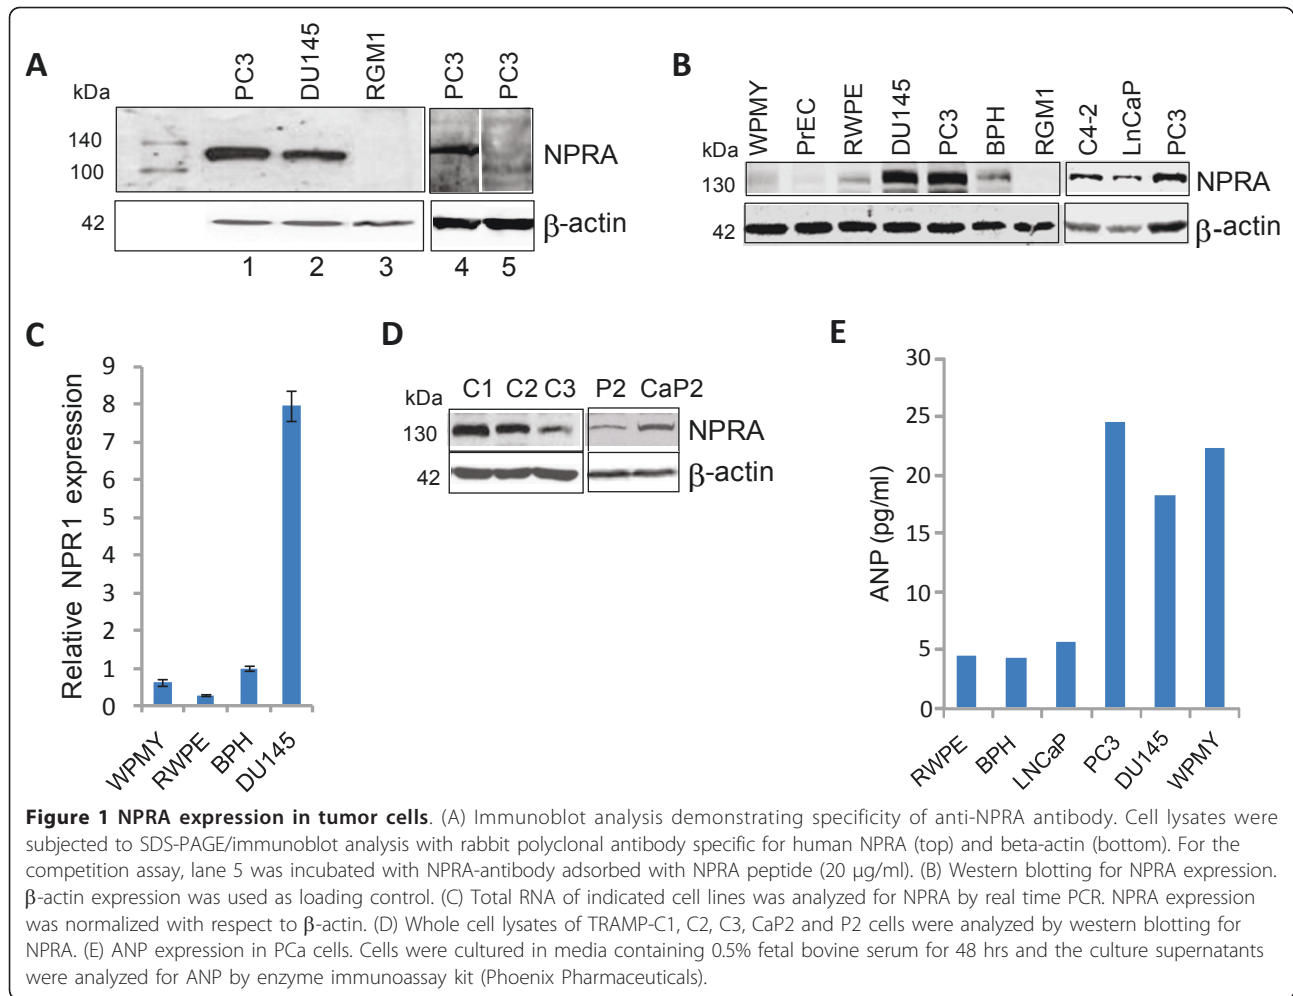 A
PC3
DU145
RGM1
PC3
PC3
kDa
140
100
NPRA
42
β-actin
1 2 3 4 5
B
WPMY
PrEC
RWPE
DU145
PC3
BPH
RGM1
C4-2
LnCaP
PC3
kDa
130
NPRA
42
β-actin
C
Relative NPR1 expression
9
8
7
6
5
4
3
2
1
0
WPMY
RWPE
BPH
DU145
D
kDa
C1 C2 C3 P2 CaP2
130
NPRA
42
β-actin
E
ANP (pg/ml)
30
25
20
15
10
5
0
RWPE
BPH
LNCaP
PC3
DU145
WPMY
Figure 1 NPRA expression in tumor cells. (A) Immunoblot analysis demonstrating specificity of anti-NPRA antibody. Cell lysates were
subjected to SDS-PAGE/immunoblot analysis with rabbit polyclonal antibody specific for human NPRA (top) and beta-actin (bottom). For the
competition assay, lane 5 was incubated with NPRA-antibody adsorbed with NPRA peptide (20 μg/ml). (B) Western blotting for NPRA expression.
β-actin expression was used as loading control. (C) Total RNA of indicated cell lines was analyzed for NPRA by real time PCR. NPRA expression
was normalized with respect to β-actin. (D) Whole cell lysates of TRAMP-C1, C2, C3, CaP2 and P2 cells were analyzed by western blotting for
NPRA. (E) ANP expression in PCa cells. Cells were cultured in media containing 0.5% fetal bovine serum for 48 hrs and the culture supernatants
were analyzed for ANP by enzyme immunoassay kit (Phoenix Pharmaceuticals).